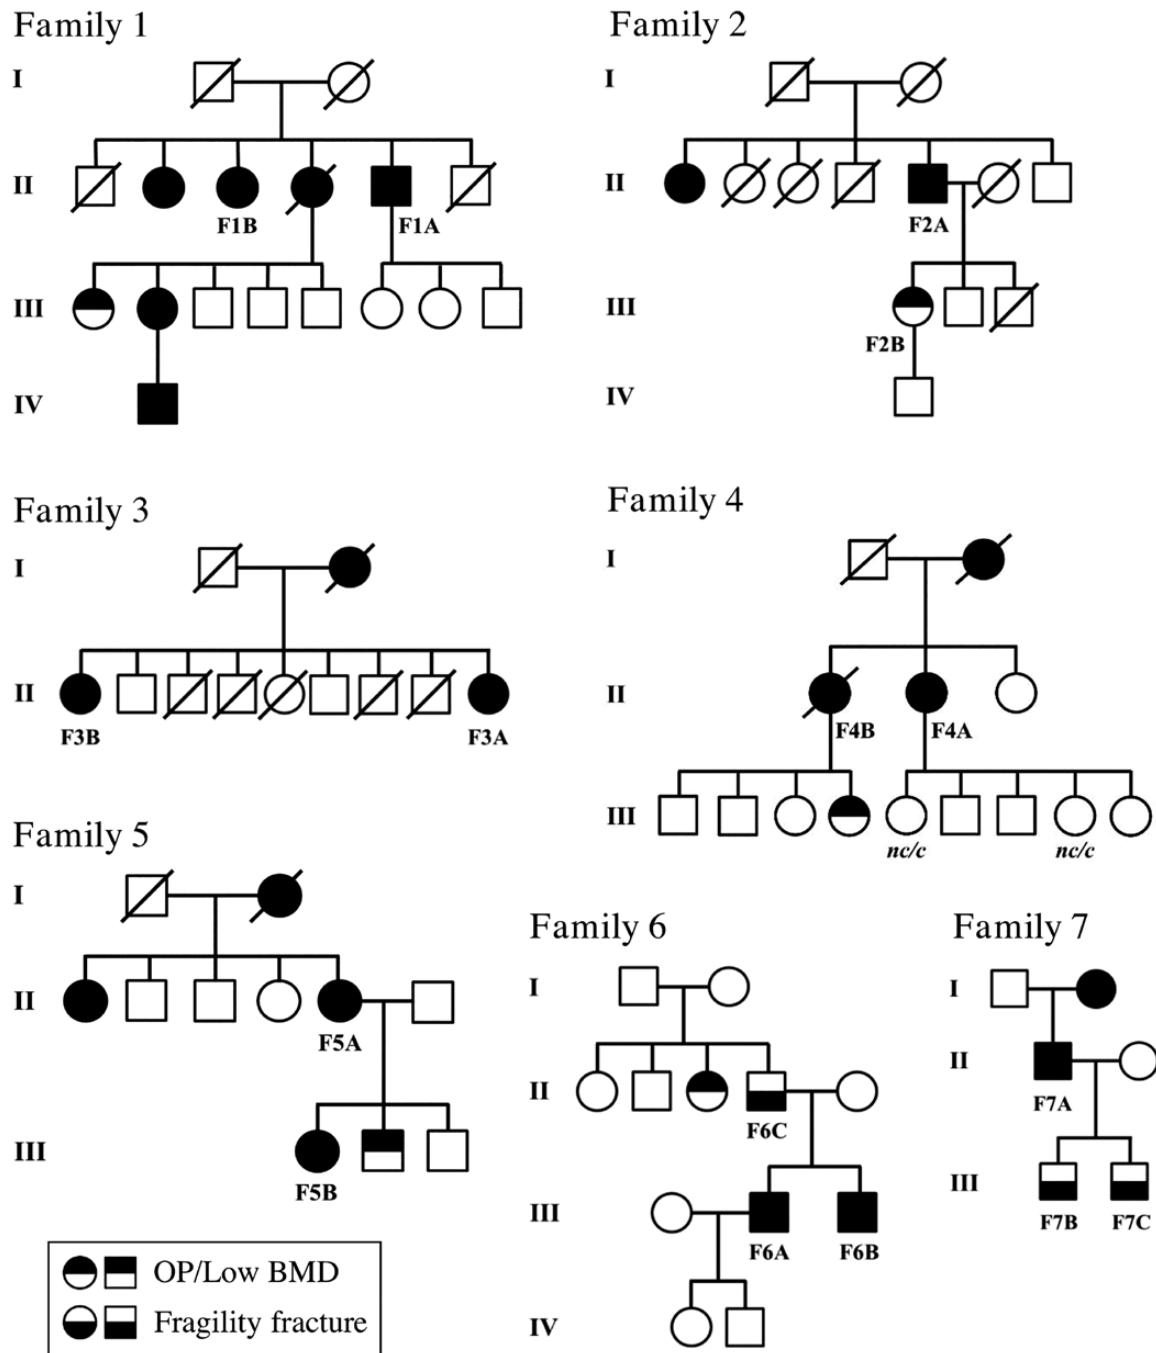 Family 1
I
II
F1B
F1A
III
IV
Family 2
I
II
F2A
III
F2B
IV
Family 3
I
II
F3B
F3A
Family 4
I
II
F4B
F4A
III
nc/c
nc/c
Family 5
I
II
F5A
III
F5B
Family 6
I
II
F6C
III
F6A
F6B
IV
Family 7
I
II
F7A
III
F7B
F7C
OP/Low BMD
Fragility fracture